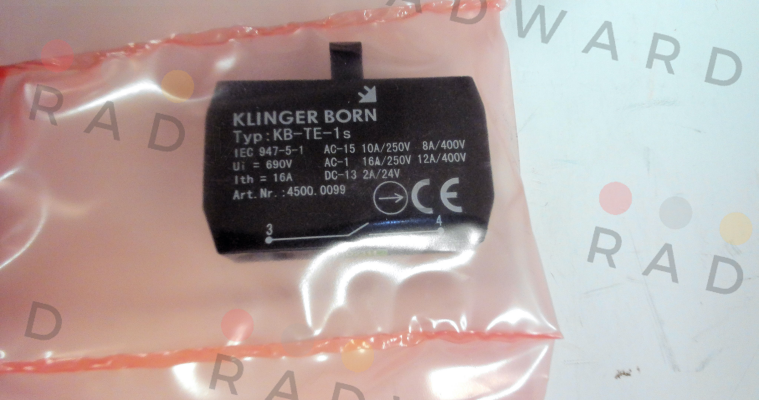 RADWARD
KLINGER BORN
Typ:KB-TE-1s
IEC 947-5-1 AC-15 10A/250V 8A/400V
Ui = 690V AC-1 16A/250V 12A/400V
Ith = 16A DC-13 2A/24V
Art.Nr.:4500.0099
CE
3 4
RAD
RAD
D
RADWARD